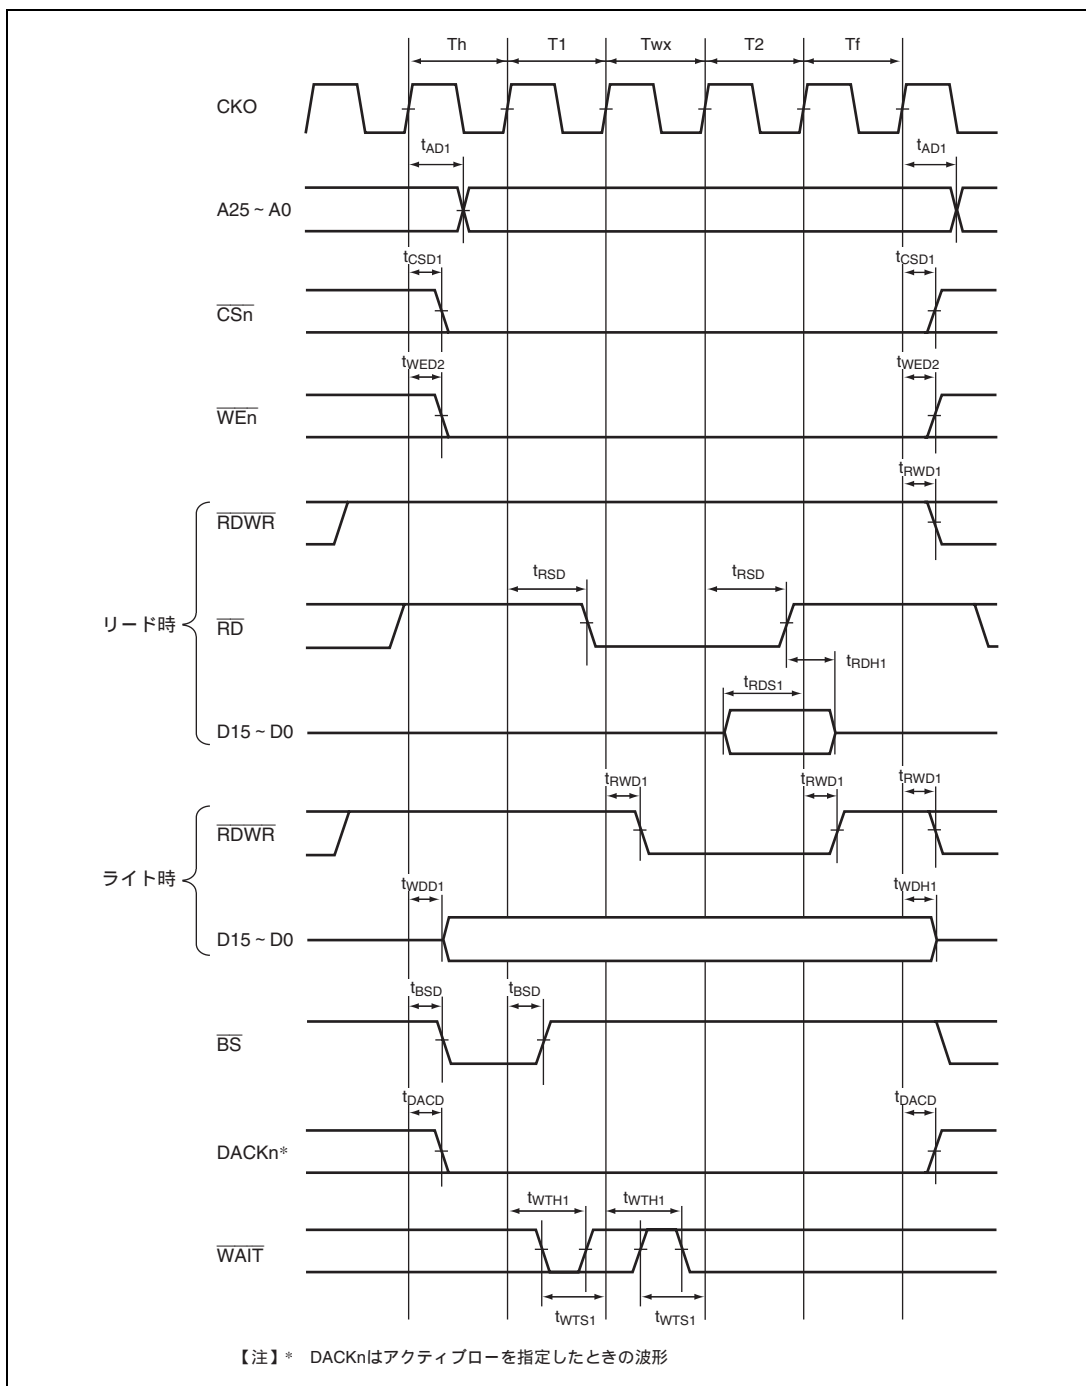 Th T1 Twx T2 Tf
CKO
tAD1 tAD1
A25 ~ A0
tCSD1 tCSD1
CSn
tWED2 tWED2
WEn
tRWD1
RDWR
tRSD tRSD
リード時
RD
tRDH1
tRDS1
D15 ~ D0
tRWD1 tRWD1 tRWD1
RDWR
ライト時
tWDD1 tWDH1
D15 ~ D0
tBSD tBSD
BS
tDACD tDACD
DACKn*
tWTH1 tWTH1
WAIT
tWTS1 tWTS1
【注】* DACKnはアクティブローを指定したときの波形